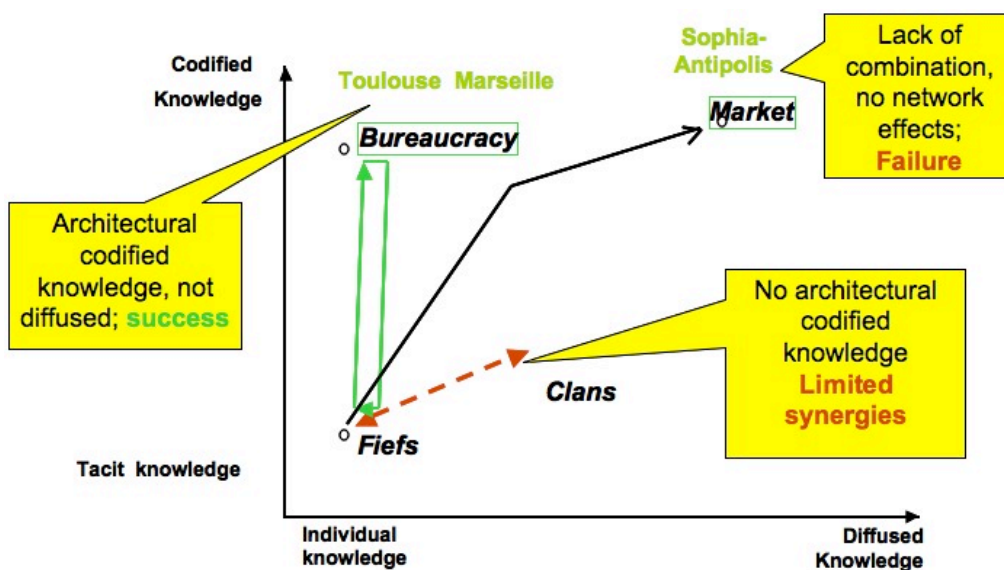 Codified
Knowledge
Toulouse Marseille
Sophia-
Antipolis
Lack of
combination,
no network
effects;
Failure
Bureaucracy
Market
Architectural
codified
knowledge, not
diffused; success
No architectural
codified
knowledge
Limited
synergies
Clans
Fiefs
Tacit knowledge
Individual
knowledge
Diffused
Knowledge